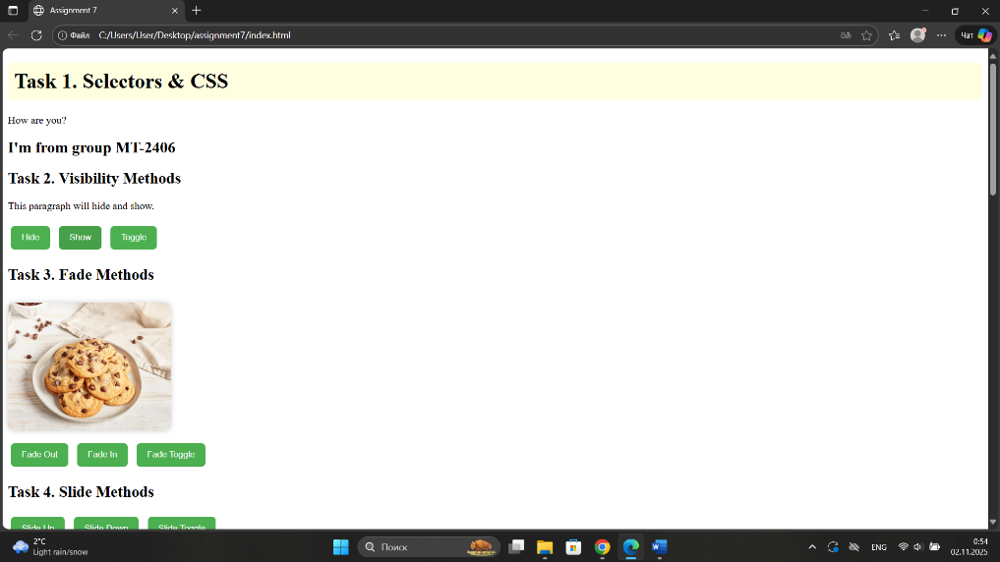 Assignment 7
Файл C:/Users/User/Desktop/assignment7/index.html
Чат
Task 1. Selectors & CSS
How are you?
I'm from group MT-2406
Task 2. Visibility Methods
This paragraph will hide and show.
Hide Show Toggle
Task 3. Fade Methods
Fade Out Fade In Fade Toggle
Task 4. Slide Methods
Slide Up Slide Down Slide Toggle
2°C
Light rain/snow
Поиск
ENG
0:54
02.11.2025